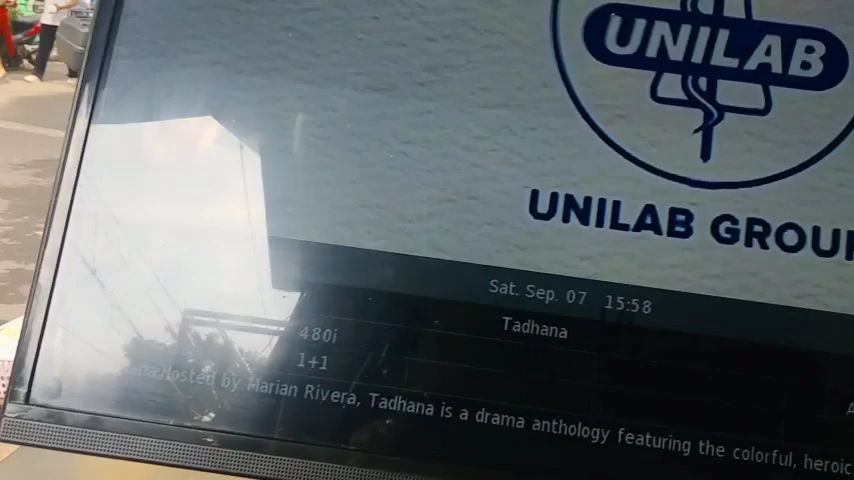 UNILAB
UNILAB GROU
Sat. Sep. 07 15:58
480i
Tadhana
1+1
Hosted by Marian Rivera, Tadhana is a drama anthology featuring the colorful, heroic